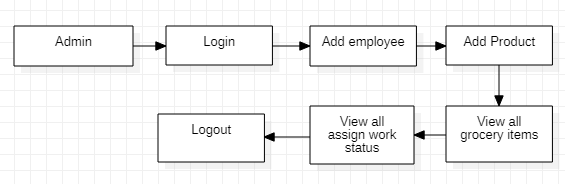 Admin
Login
Add employee
Add Product
View all
grocery items
View all
assign work
status
Logout